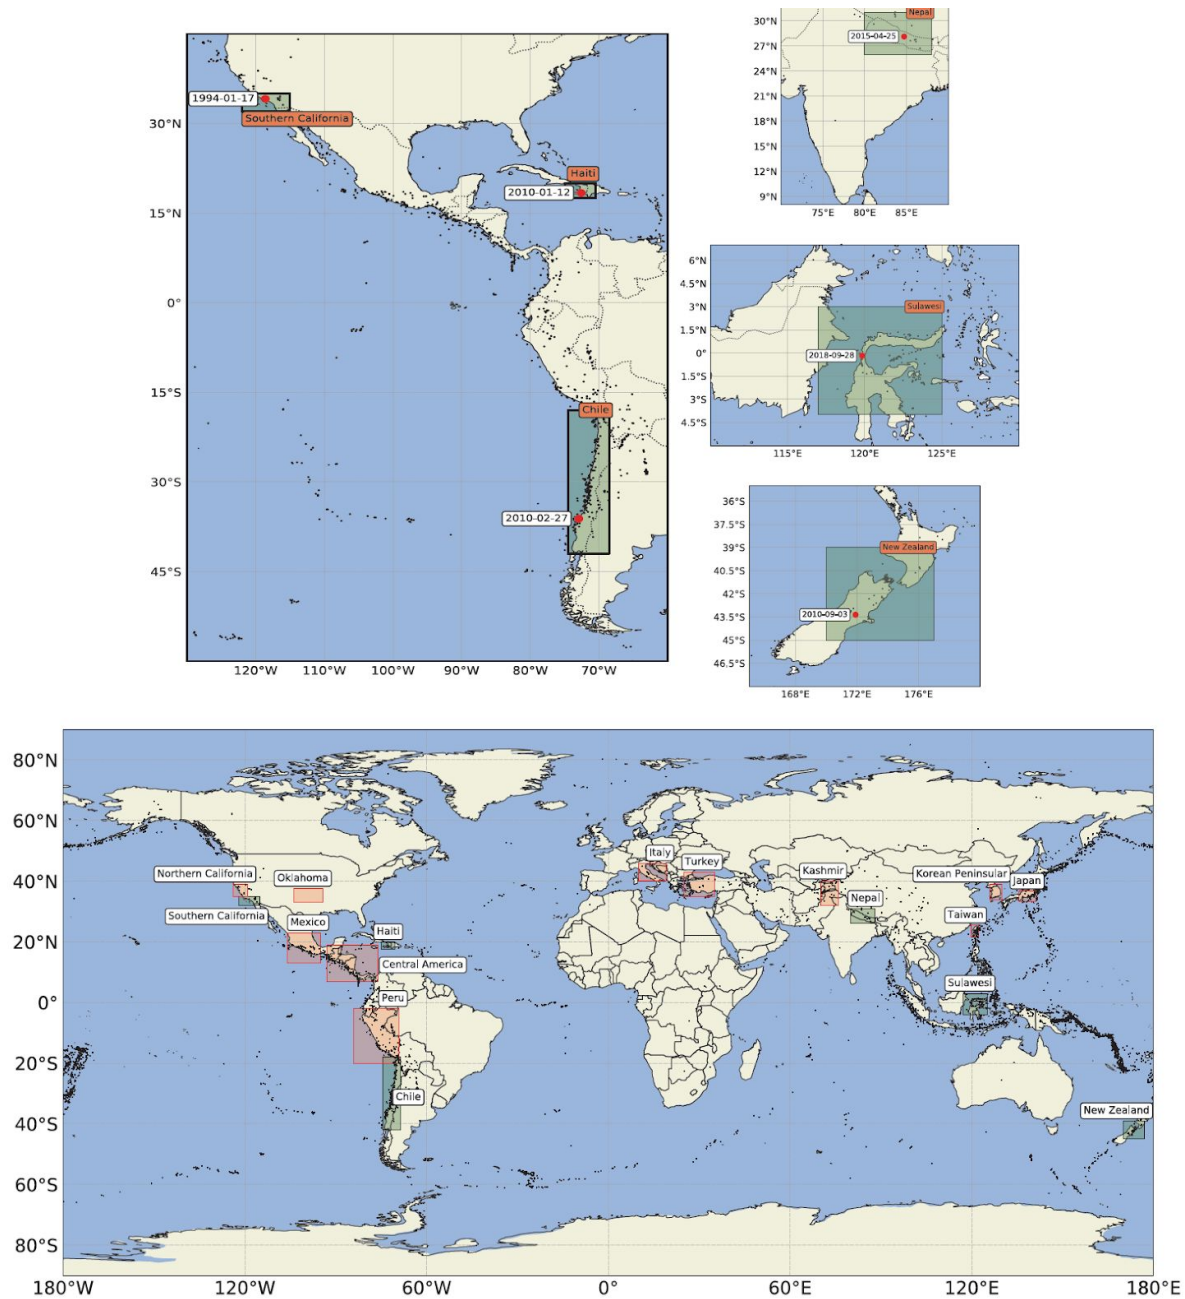 1994-01-17
Southern California
Haiti
2010-01-12
Chile
2010-02-27
30°N
15°N
0°
15°S
30°S
45°S
120°W
110°W
100°W
90°W
80°W
70°W
Nepal
2015-04-25
30°N
27°N
24°N
21°N
18°N
15°N
12°N
9°N
75°E
80°E
85°E
Sulawesi
2018-09-28
6°N
4.5°N
3°N
1.5°N
0°
1.5°S
3°S
4.5°S
115°E
120°E
125°E
New Zealand
2010-09-03
36°S
37.5°S
39°S
40.5°S
42°S
43.5°S
45°S
46.5°S
168°E
172°E
176°E
80°N
60°N
40°N
20°N
0°
20°S
40°S
60°S
80°S
Italy
Turkey
Northern California
Oklahoma
Kashmir
Korean Peninsular
Japan
Southern California
Mexico
Nepal
Taiwan
Haiti
Central America
Sulawesi
Peru
Chile
New Zealand
180°W
120°W
60°W
0°
60°E
120°E
180°E